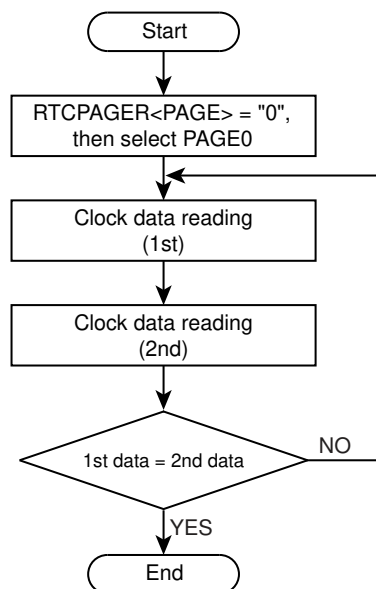 Start
RTCPAGER<PAGE> = "0",
then select PAGE0
Clock data reading
(1st)
Clock data reading
(2nd)
1st data = 2nd data
NO
YES
End